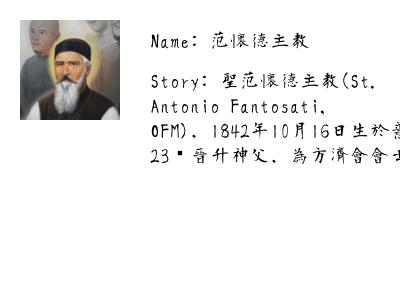 Name: 范懷德主教
Story: 聖范懷德主教(St.
Antonio Fantosati,
OFM), 1842年10月16日生於意
23 晉升神父, 為方濟會會士